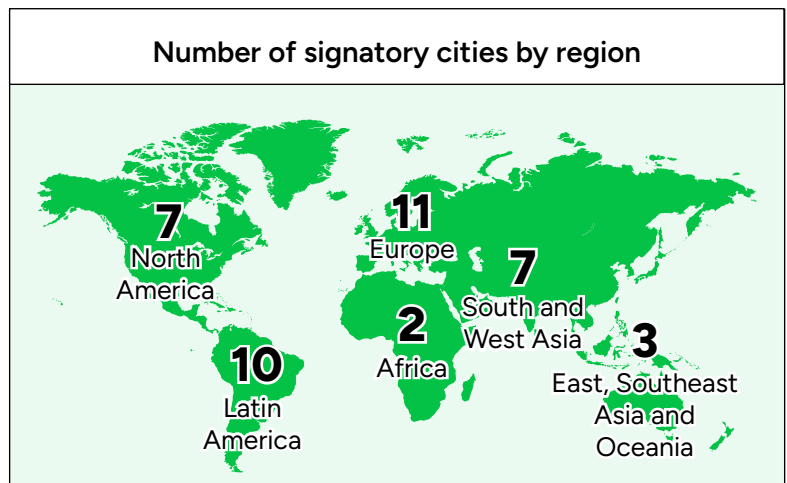 Number of signatory cities by region
7
North
America
11
Europe
7
South and
West Asia
2
Africa
3
East, Southeast
Asia and
Oceania
10
Latin
America